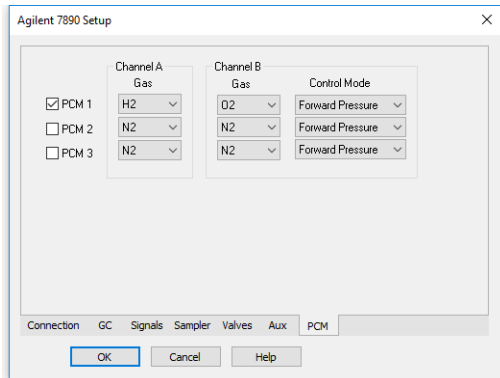 Agilent 7890 Setup
Channel A Channel B
Gas Gas Control Mode
PCM 1 H2 O2 Forward Pressure
PCM 2 N2 N2 Forward Pressure
PCM 3 N2 N2 Forward Pressure
Connection GC Signals Sampler Valves Aux PCM
OK Cancel Help